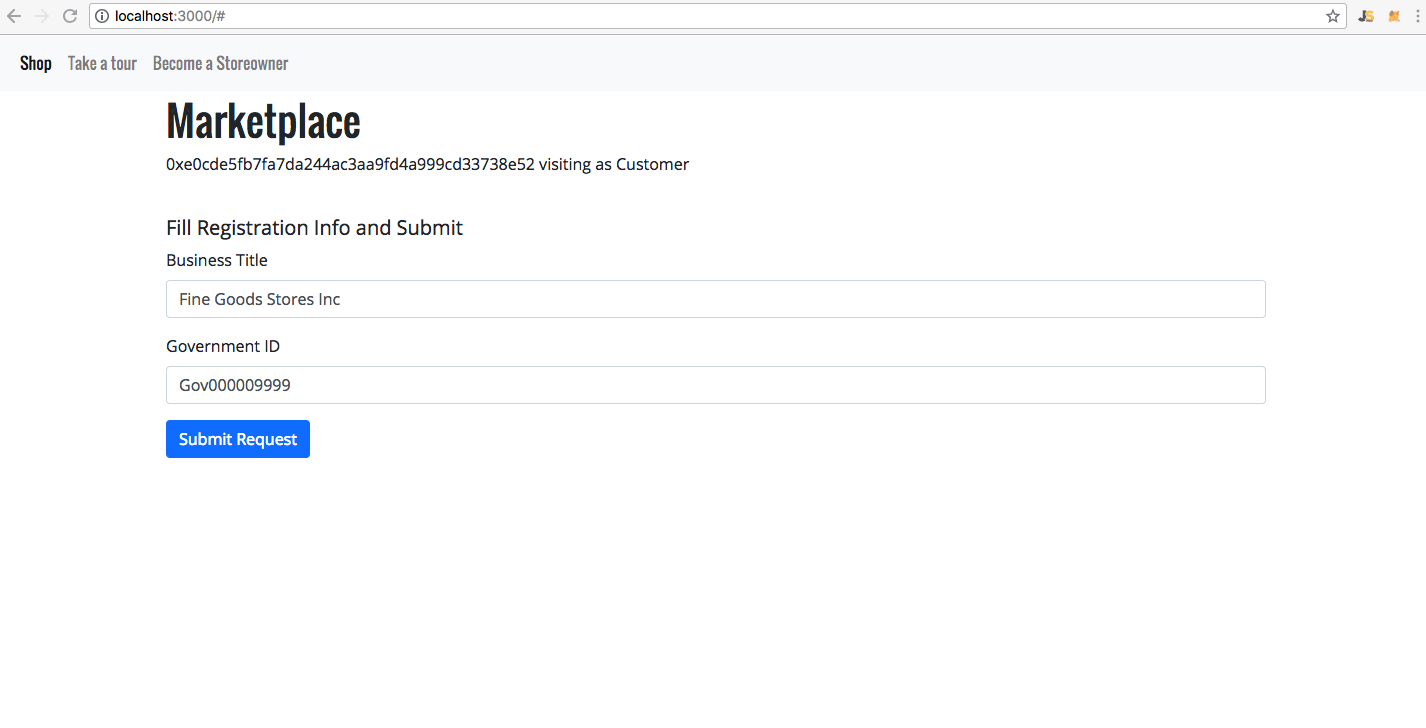 localhost:3000/#
Shop Take a tour Become a Storeowner
Marketplace
0xe0cde5fb7fa7da244ac3aa9fd4a999cd33738e52 visiting as Customer
Fill Registration Info and Submit
Business Title
Fine Goods Stores Inc
Government ID
Gov000009999
Submit Request